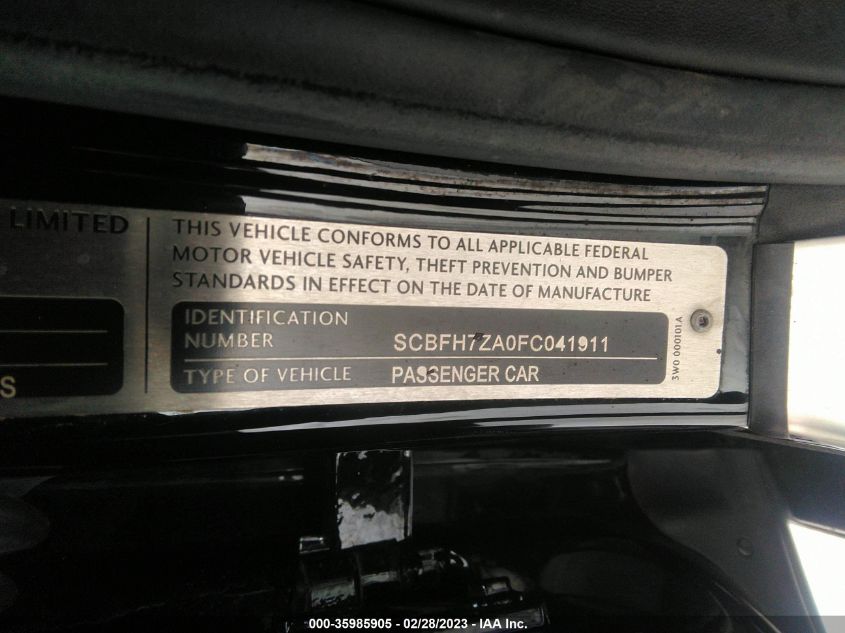 LIMITED
THIS VEHICLE CONFORMS TO ALL APPLICABLE FEDERAL
MOTOR VEHICLE SAFETY, THEFT PREVENTION AND BUMPER
STANDARDS IN EFFECT ON THE DATE OF MANUFACTURE
IDENTIFICATION
NUMBER SCBFH7ZA0FC041911
TYPE OF VEHICLE PASSENGER CAR
3W0 000101A
S
000-35985905 - 02/28/2023 - IAA Inc.